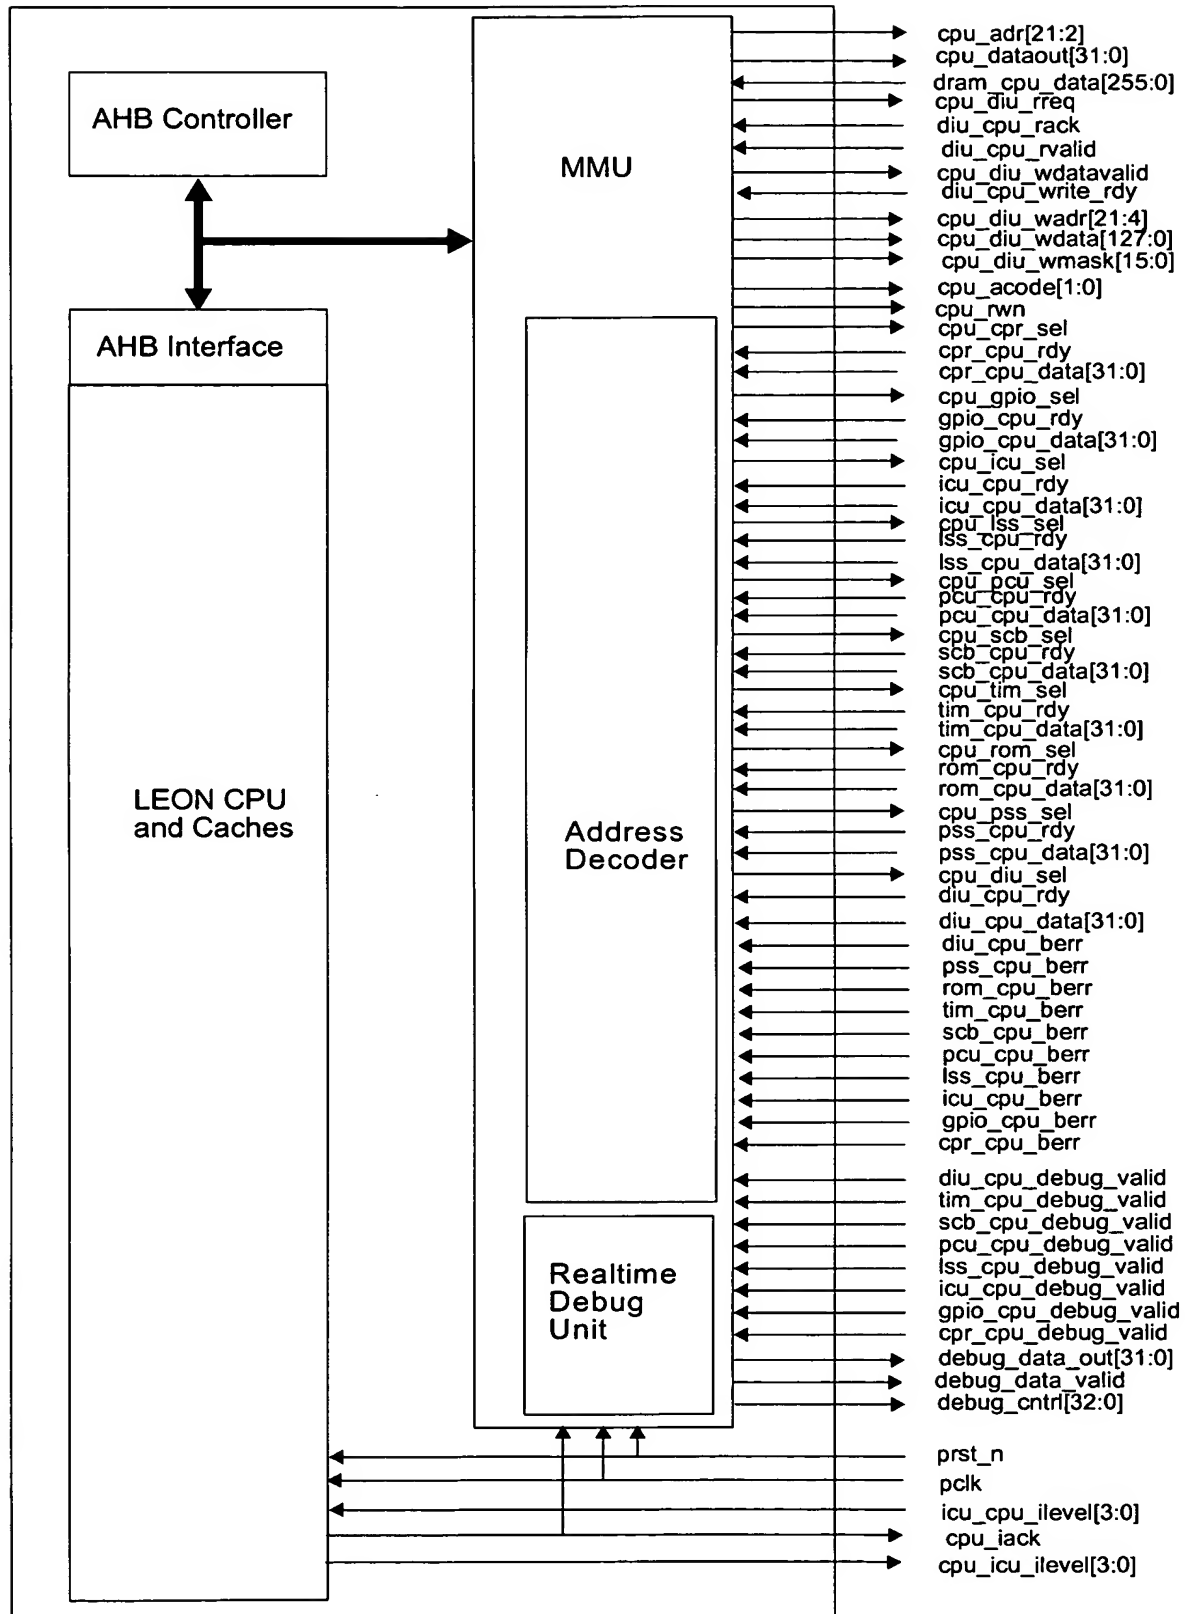 AHB Controller
AHB Interface
LEON CPU
and Caches
MMU
Address
Decoder
Realtime
Debug
Unit
cpu_adr[21:2]
cpu_dataout[31:0]
dram_cpu_data[255:0]
cpu_diu_rreq
diu_cpu_rack
diu_cpu_rvalid
cpu_diu_wdatavalid
diu_cpu_write_rdy
cpu_diu_wadr[21:4]
cpu_diu_wdata[127:0]
cpu_diu_wmask[15:0]
cpu_acode[1:0]
cpu_rwn
cpu_cpr_sel
cpr_cpu_rdy
cpr_cpu_data[31:0]
cpu_gpio_sel
gpio_cpu_rdy
gpio_cpu_data[31:0]
cpu_icu_sel
icu_cpu_rdy
icu_cpu_data[31:0]
cpu_lss_sel
lss_cpu_rdy
lss_cpu_data[31:0]
cpu_pcu_sel
pcu_cpu_rdy
pcu_cpu_data[31:0]
cpu_scb_sel
scb_cpu_rdy
scb_cpu_data[31:0]
cpu_tim_sel
tim_cpu_rdy
tim_cpu_data[31:0]
cpu_rom_sel
rom_cpu_rdy
rom_cpu_data[31:0]
cpu_pss_sel
pss_cpu_rdy
pss_cpu_data[31:0]
cpu_diu_sel
diu_cpu_rdy
diu_cpu_data[31:0]
diu_cpu_berr
pss_cpu_berr
rom_cpu_berr
tim_cpu_berr
scb_cpu_berr
pcu_cpu_berr
lss_cpu_berr
icu_cpu_berr
gpio_cpu_berr
cpr_cpu_berr
diu_cpu_debug_valid
tim_cpu_debug_valid
scb_cpu_debug_valid
pcu_cpu_debug_valid
lss_cpu_debug_valid
icu_cpu_debug_valid
gpio_cpu_debug_valid
cpr_cpu_debug_valid
debug_data_out[31:0]
debug_data_valid
debug_cntrl[32:0]
prst_n
pclk
icu_cpu_ilevel[3:0]
cpu_iack
cpu_icu_ilevel[3:0]